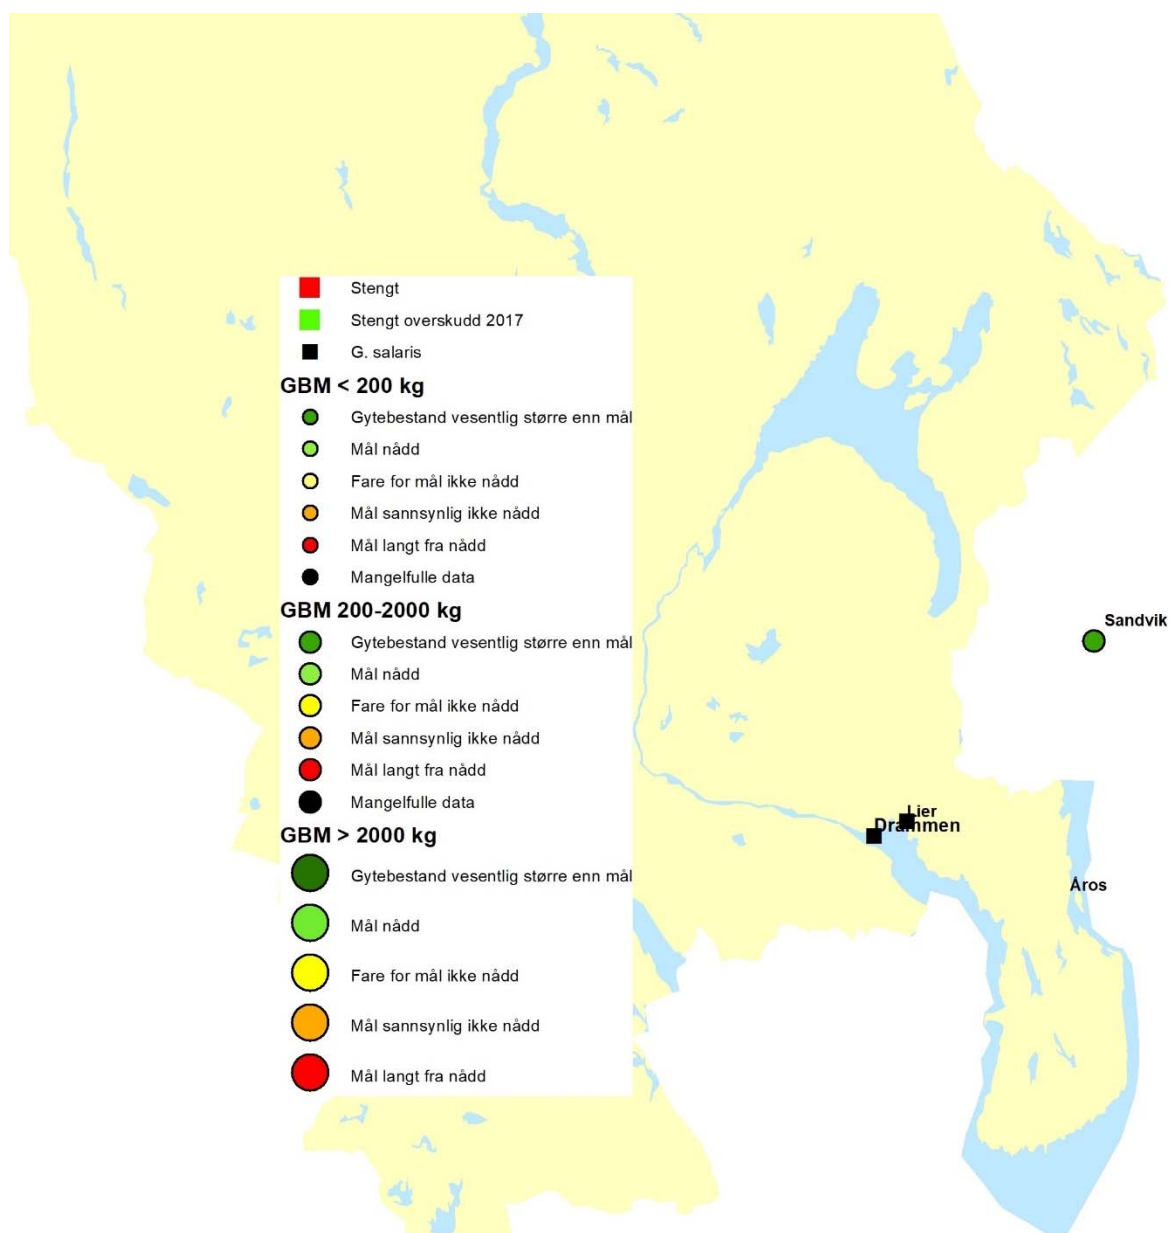 Stengt
Stengt overskudd 2017
G. salaris
GBM < 200 kg
Gytebestand vesentlig større enn mål
Mål nådd
Fare for mål ikke nådd
Mål sannsynlig ikke nådd
Mål langt fra nådd
Mangelfulle data
GBM 200-2000 kg
Gytebestand vesentlig større enn mål
Mål nådd
Fare for mål ikke nådd
Mål sannsynlig ikke nådd
Mål langt fra nådd
Mangelfulle data
GBM > 2000 kg
Gytebestand vesentlig større enn mål
Mål nådd
Fare for mål ikke nådd
Mål sannsynlig ikke nådd
Mål langt fra nådd
Sandvik
Lier
Drammen
Åros